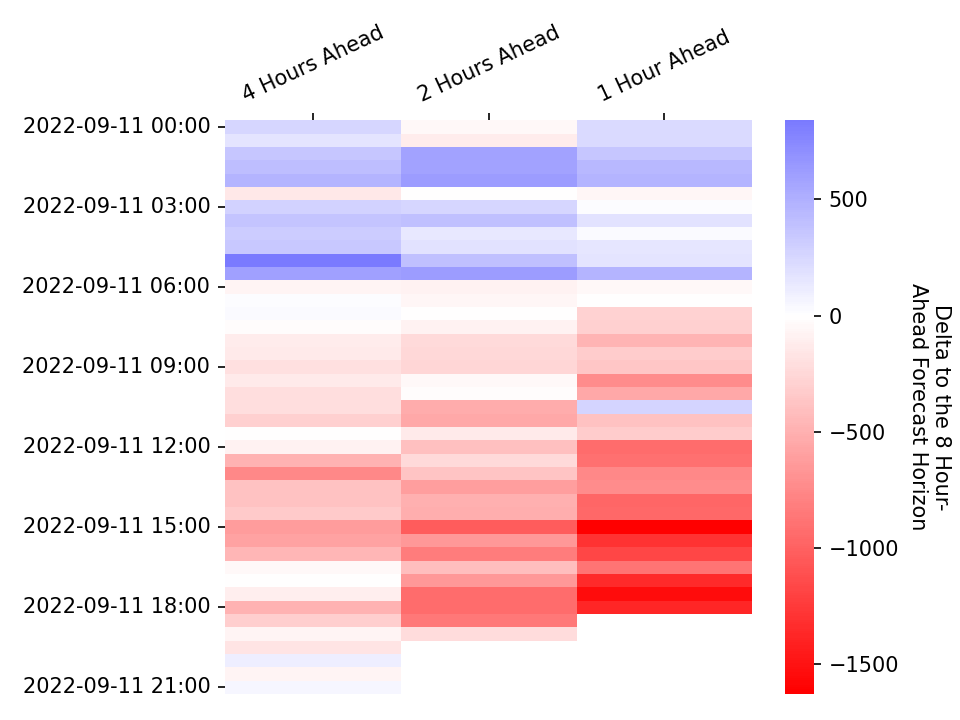 4 Hours Ahead
2 Hours Ahead
1 Hour Ahead
2022-09-11 00:00
2022-09-11 03:00
2022-09-11 06:00
2022-09-11 09:00
2022-09-11 12:00
2022-09-11 15:00
2022-09-11 18:00
2022-09-11 21:00
500
0
−500
−1000
−1500
Delta to the 8 Hour-
Ahead Forecast Horizon